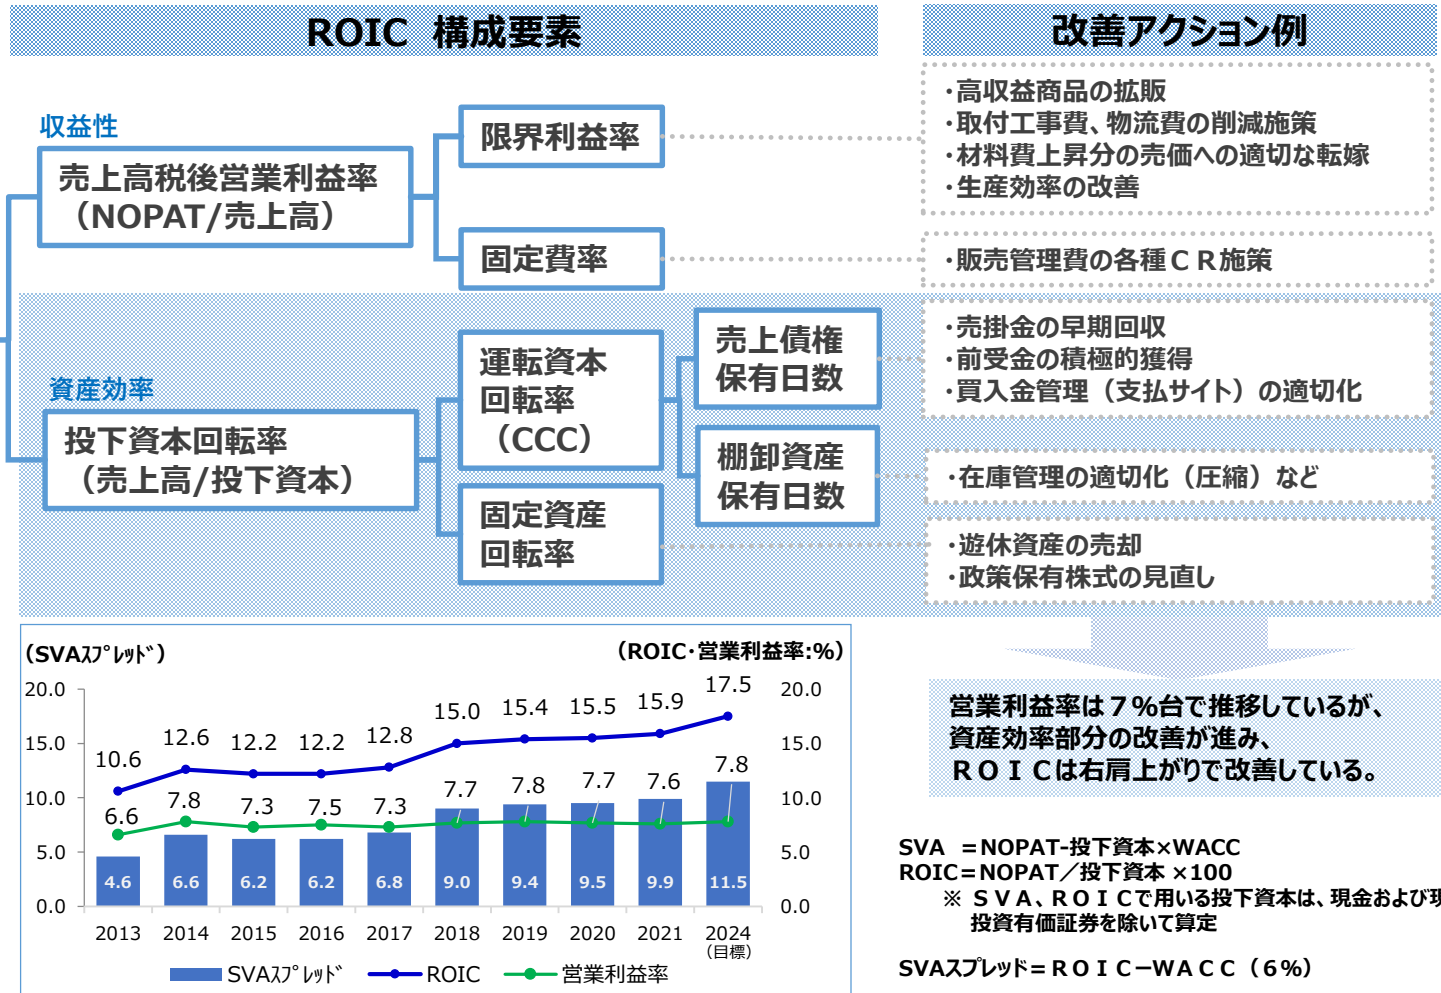 ROIC 構成要素
改善アクション例
収益性
売上高税後営業利益率
（NOPAT/売上高）
限界利益率
固定費率
・高収益商品の拡販
・取付工事費、物流費の削減施策
・材料費上昇分の売価への適切な転嫁
・生産効率の改善
・販売管理費の各種ＣＲ施策
資産効率
投下資本回転率
（売上高/投下資本）
運転資本
回転率
（CCC）
固定資産
回転率
売上債権
保有日数
棚卸資産
保有日数
・売掛金の早期回収
・前受金の積極的獲得
・買入金管理（支払サイト）の適切化
・在庫管理の適切化（圧縮）など
・遊休資産の売却
・政策保有株式の見直し
（SVAｽﾌﾟﾚｯﾄﾞ）
（ROIC・営業利益率:%）
20.0
15.0
10.0
5.0
0.0
20.0
15.0
10.0
5.0
0.0
10.6 12.6 12.2 12.2 12.8 15.0 15.4 15.5 15.9 17.5
6.6 7.8 7.3 7.5 7.3 7.7 7.8 7.7 7.6 7.8
4.6 6.6 6.2 6.2 6.8 9.0 9.4 9.5 9.9 11.5
2013 2014 2015 2016 2017 2018 2019 2020 2021 2024
（目標）
SVAｽﾌﾟﾚｯﾄﾞ ROIC 営業利益率
営業利益率は７％台で推移しているが、
資産効率部分の改善が進み、
ＲＯＩＣは右肩上がりで改善している。
SVA ＝NOPAT-投下資本×WACC
ROIC＝NOPAT／投下資本 ×100
※ ＳＶＡ、ＲＯＩＣで用いる投下資本は、現金および現
投資有価証券を除いて算定
SVAスプレッド＝ＲＯＩＣ－ＷＡＣＣ（６％）